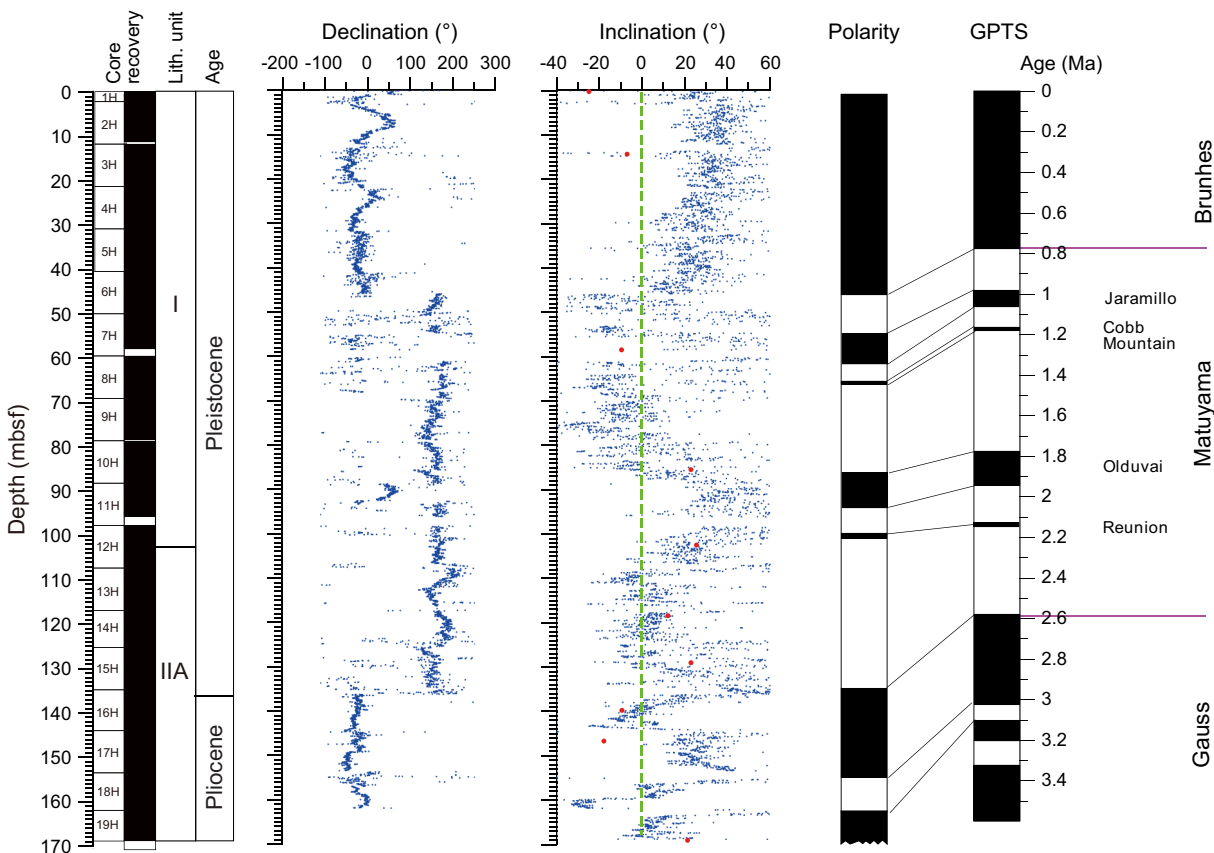 Core recovery
Lith. unit
Age
Declination (°)
Inclination (°)
Polarity
GPTS
Age (Ma)
-200 -100 0 100 200 300
-40 -20 0 20 40 60
Depth (mbsf)
0
10
20
30
40
50
60
70
80
90
100
110
120
130
140
150
160
170
1H
2H
3H
4H
5H
6H
7H
8H
9H
10H
11H
12H
13H
14H
15H
16H
17H
18H
19H
I
IIA
Pleistocene
Pliocene
0
0.2
0.4
0.6
0.8
1
1.2
1.4
1.6
1.8
2
2.2
2.4
2.6
2.8
3
3.2
3.4
Jaramillo
Cobb
Mountain
Olduvai
Reunion
Brunhes
Matuyama
Gauss